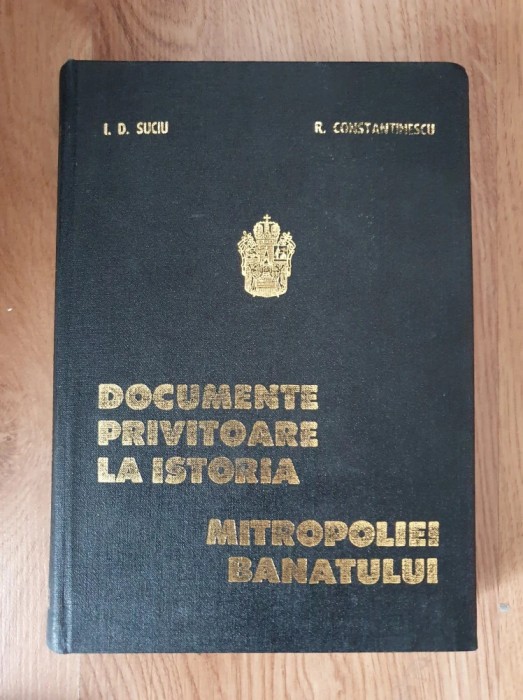 I. D. SUCIU R. CONSTANTINESCU
DOCUMENTE
PRIVITOARE
LA ISTORIA
MITROPOLIEI
BANATULUI